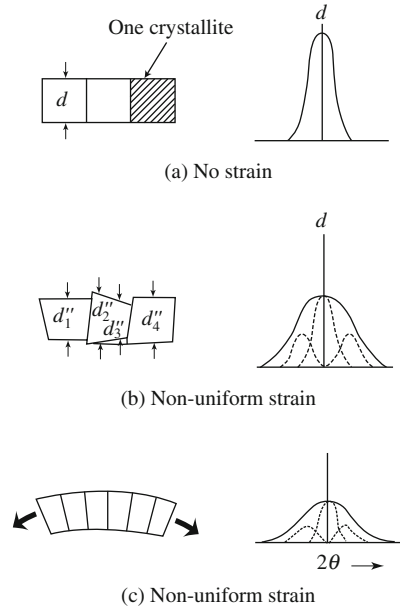 One crystallite
d
d
(a) No strain
d
d″₁
d″₂
d″₃
d″₄
(b) Non-uniform strain
2θ
(c) Non-uniform strain